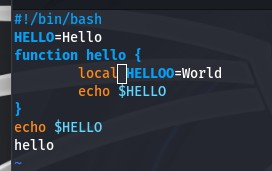 #!/bin/bash
HELLO=Hello
function hello {
        local HELLOO=World
        echo $HELLO
}
echo $HELLO
hello
~